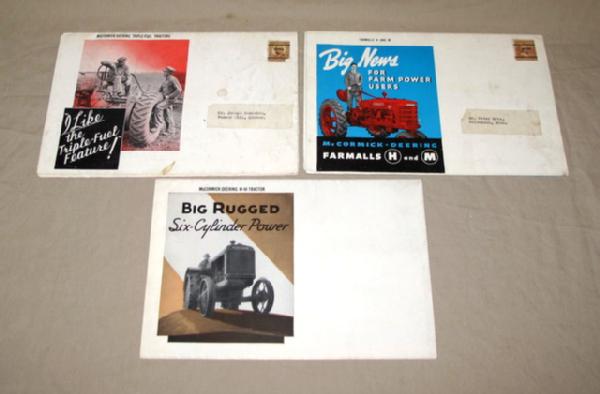 McCORMICK-DEERING TRIPLE-FUEL TRACTORS
I Like
the
Triple-Fuel
Feature!
FARMALLS H AND M
Big News
FOR
FARM POWER
USERS
McCORMICK-DEERING
FARMALLS H and M
McCORMICK-DEERING W-40 TRACTOR
BIG RUGGED
Six-Cylinder Power